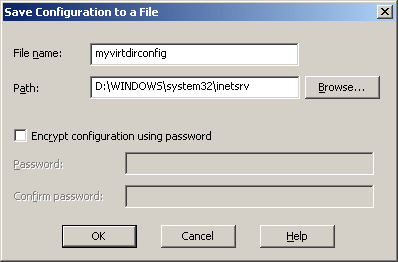 Save Configuration to a File
File name: myvirtdirconfig
Path: D:\WINDOWS\system32\inetsrv Browse...
Encrypt configuration using password
Password:
Confirm password:
OK Cancel Help